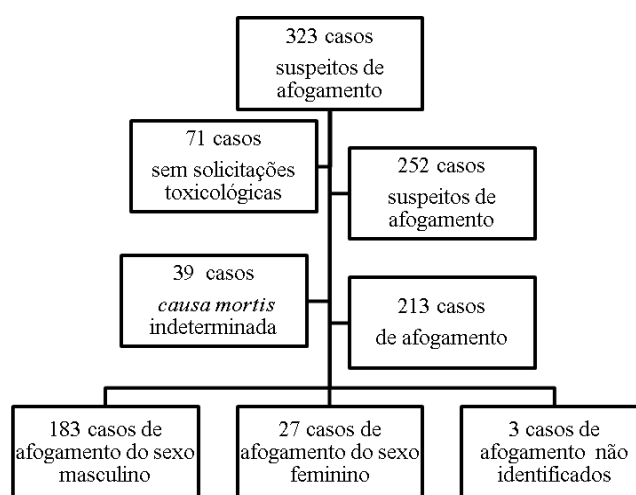 323 casos
suspeitos de
afogamento
71 casos
sem solicitações
toxicológicas
252 casos
suspeitos de
afogamento
39 casos
causa mortis
indeterminada
213 casos
de afogamento
183 casos de
afogamento do sexo
masculino
27 casos de
afogamento do sexo
feminino
3 casos de
afogamento não
identificados